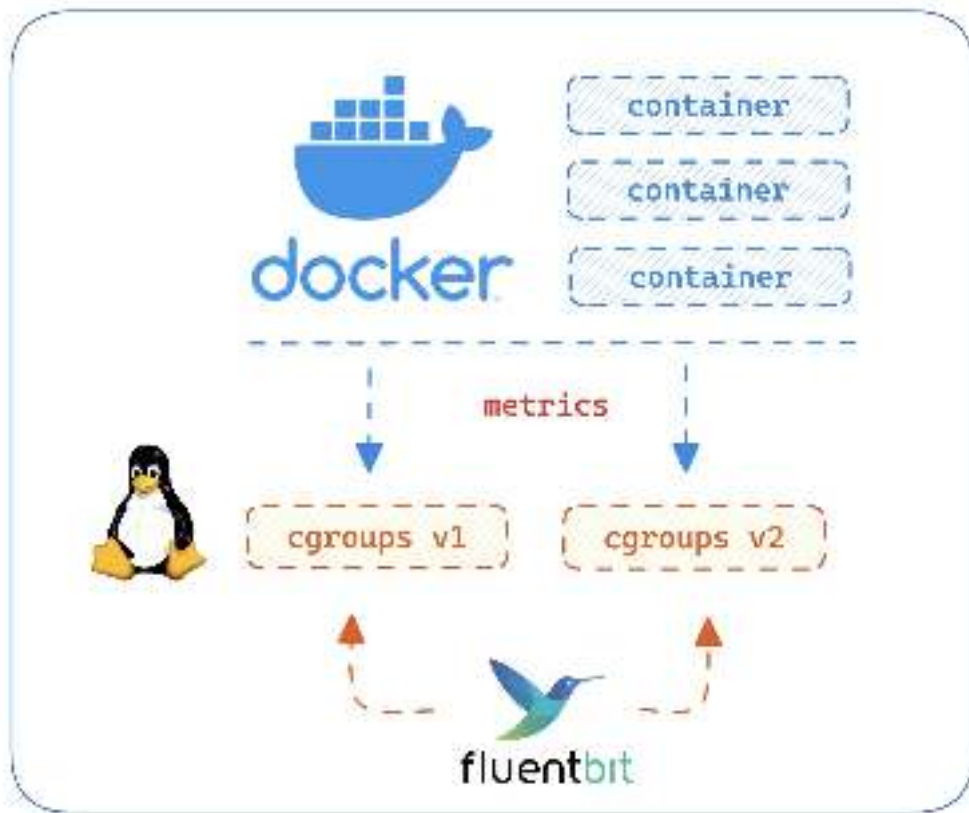 container
container
docker
container
metrics
cgroups v1
cgroups v2
fluentbit